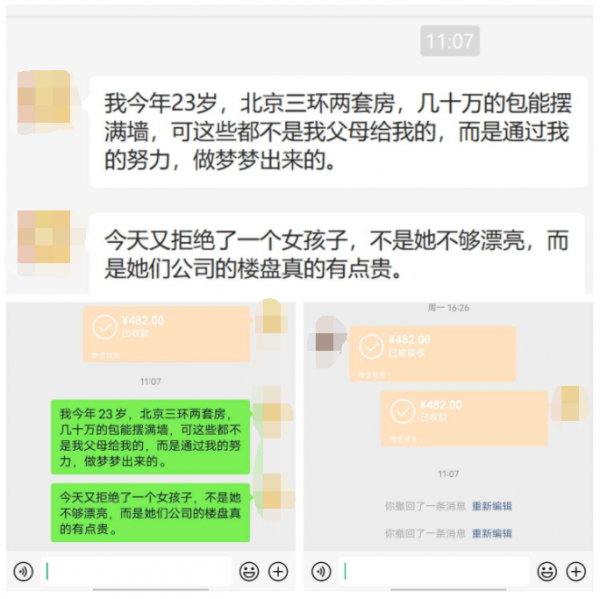 11:07
我今年23岁，北京三环两套房，几十万的包能摆
满墙，可这些都不是我父母给我的，而是通过我
的努力，做梦梦出来的。
今天又拒绝了一个女孩子，不是她不够漂亮，而
是她们公司的楼盘真的有点贵。
¥482.00
已收款
11:07
我今年23岁，北京三环两套房，
几十万的包能摆满墙，可这些都不
是我父母给我的，而是通过我的努
力，做梦梦出来的。
今天又拒绝了一个女孩子，不是她
不够漂亮，而是她们公司的楼盘真
的有点贵。
周一 16:26
¥482.00
已被接收
¥482.00
已收款
11:07
你撤回了一条消息 重新编辑
你撤回了一条消息 重新编辑